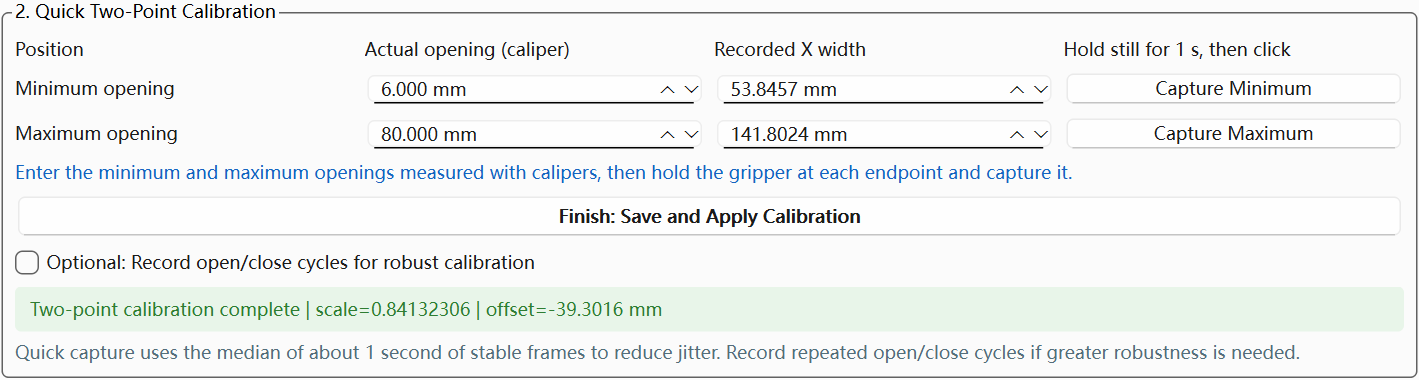 2. Quick Two-Point Calibration
Position Actual opening (caliper) Recorded X width Hold still for 1 s, then click
Minimum opening 6.000 mm 53.8457 mm Capture Minimum
Maximum opening 80.000 mm 141.8024 mm Capture Maximum
Enter the minimum and maximum openings measured with calipers, then hold the gripper at each endpoint and capture it.
Finish: Save and Apply Calibration
Optional: Record open/close cycles for robust calibration
Two-point calibration complete | scale=0.84132306 | offset=-39.3016 mm
Quick capture uses the median of about 1 second of stable frames to reduce jitter. Record repeated open/close cycles if greater robustness is needed.